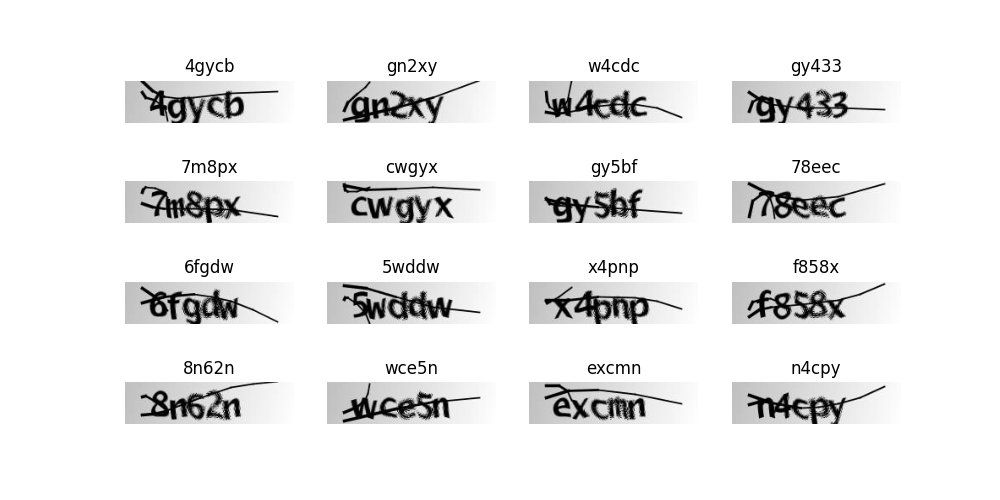 4gycb gn2xy w4cdc gy433
4gycb gn2xy w4cdc gy433
7m8px cwgyx gy5bf 78eec
7m8px cwgyx gy5bf 78eec
6fgdw 5wddw x4pnp f858x
6fgdw 5wddw x4pnp f858x
8n62n wce5n excmn n4cpy
8n62n wce5n excmn n4cpy